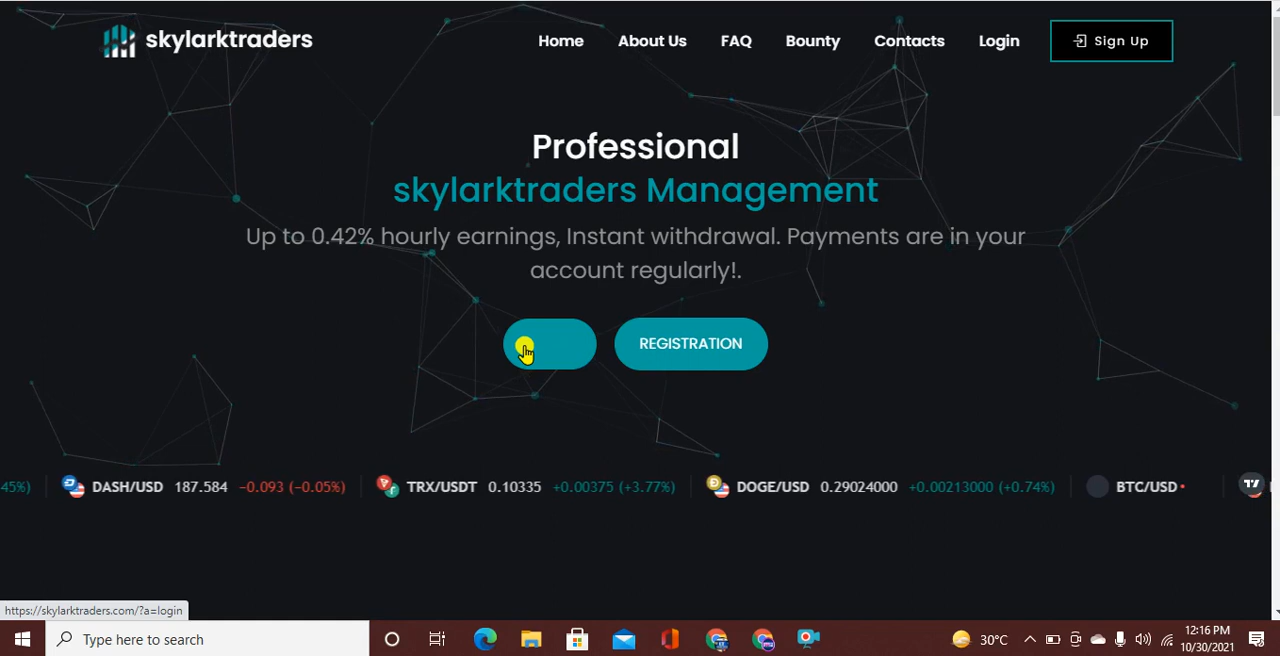 skylarktraders
Home About Us FAQ Bounty Contacts Login Sign Up
Professional
skylarktraders Management
Up to 0.42% hourly earnings, Instant withdrawal. Payments are in your
account regularly!.
REGISTRATION
45%) DASH/USD 187.584 −0.093 (−0.05%) TRX/USDT 0.10335 +0.00375 (+3.77%) DOGE/USD 0.29024000 +0.00213000 (+0.74%) BTC/USD
https://skylarktraders.com/?a=login
Type here to search
30°C
12:16 PM
10/30/2021